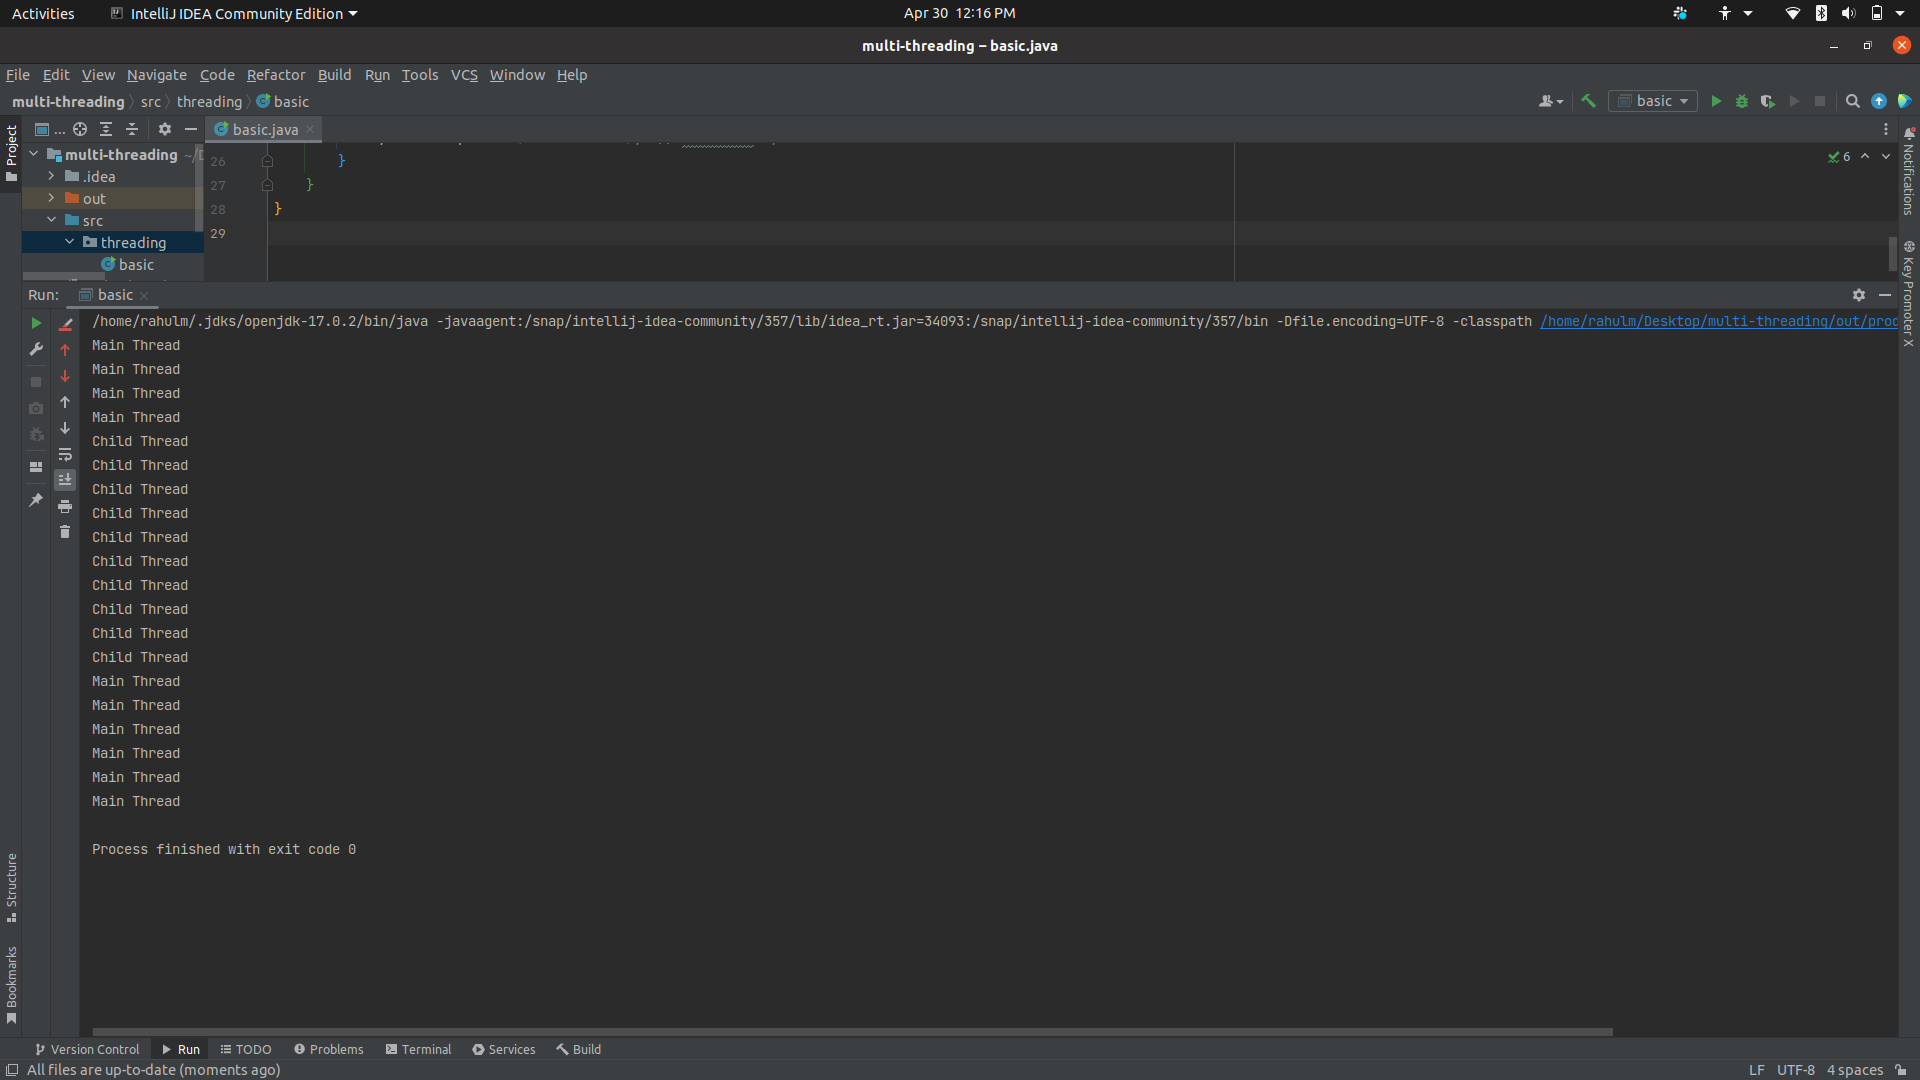 Activities IntelliJ IDEA Community Edition Apr 30 12:16 PM
multi-threading – basic.java
File Edit View Navigate Code Refactor Build Run Tools VCS Window Help
multi-threading src threading basic basic
Project ... basic.java
multi-threading
.idea
out
src
threading
basic
26 }
27 }
28 }
29
6
Notifications
Key Promoter X
Run: basic
/home/rahulm/.jdks/openjdk-17.0.2/bin/java -javaagent:/snap/intellij-idea-community/357/lib/idea_rt.jar=34093:/snap/intellij-idea-community/357/bin -Dfile.encoding=UTF-8 -classpath /home/rahulm/Desktop/multi-threading/out/prod
Main Thread
Main Thread
Main Thread
Main Thread
Child Thread
Child Thread
Child Thread
Child Thread
Child Thread
Child Thread
Child Thread
Child Thread
Child Thread
Child Thread
Main Thread
Main Thread
Main Thread
Main Thread
Main Thread
Main Thread
Process finished with exit code 0
Structure
Bookmarks
Version Control Run TODO Problems Terminal Services Build
All files are up-to-date (moments ago) LF UTF-8 4 spaces